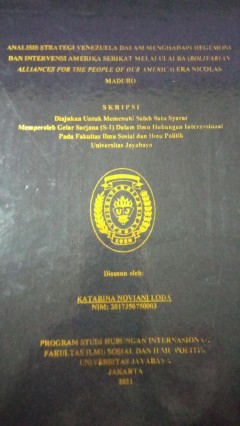 ANALISIS STRATEGI VENEZUELA DALAM MENGHADAPI HEGEMONI
DAN INTERVENSI AMERIKA SERIKAT MELALUI ALBA (BOLIVARIAN
ALLIANCES FOR THE PEOPLE OF OUR AMERICA) ERA NICOLAS
MADURO
SKRIPSI
Diajukan Untuk Memenuhi Salah Satu Syarat
Memperoleh Gelar Sarjana (S-1) Dalam Ilmu Hubungan Internasional
Pada Fakultas Ilmu Sosial dan Ilmu Politik
Universitas Jayabaya
Disusun oleh:
KATARINA NOVIANI
NIM: 2017350750003
PROGRAM STUDI HUBUNGAN INTERNASIONAL
FAKULTAS ILMU SOSIAL DAN ILMU POLITIK
UNIVERSITAS JAYABAYA
JAKARTA
2021